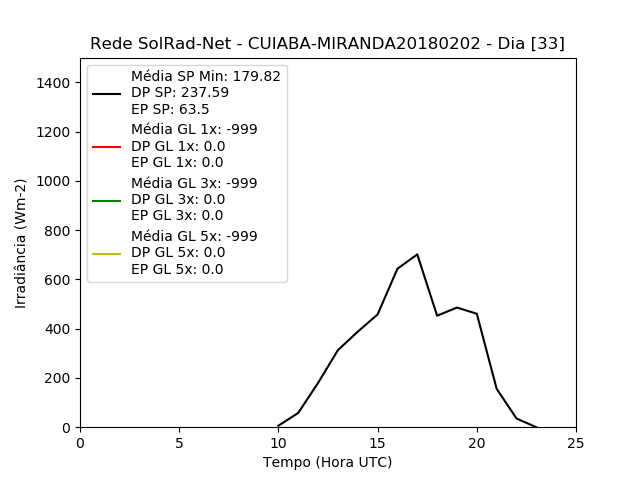 Rede SolRad-Net - CUIABA-MIRANDA20180202 - Dia [33]
Média SP Min: 179.82
DP SP: 237.59
EP SP: 63.5
Média GL 1x: -999
DP GL 1x: 0.0
EP GL 1x: 0.0
Média GL 3x: -999
DP GL 3x: 0.0
EP GL 3x: 0.0
Média GL 5x: -999
DP GL 5x: 0.0
EP GL 5x: 0.0
Irradiância (Wm-2)
1400
1200
1000
800
600
400
200
0
0 5 10 15 20 25
Tempo (Hora UTC)